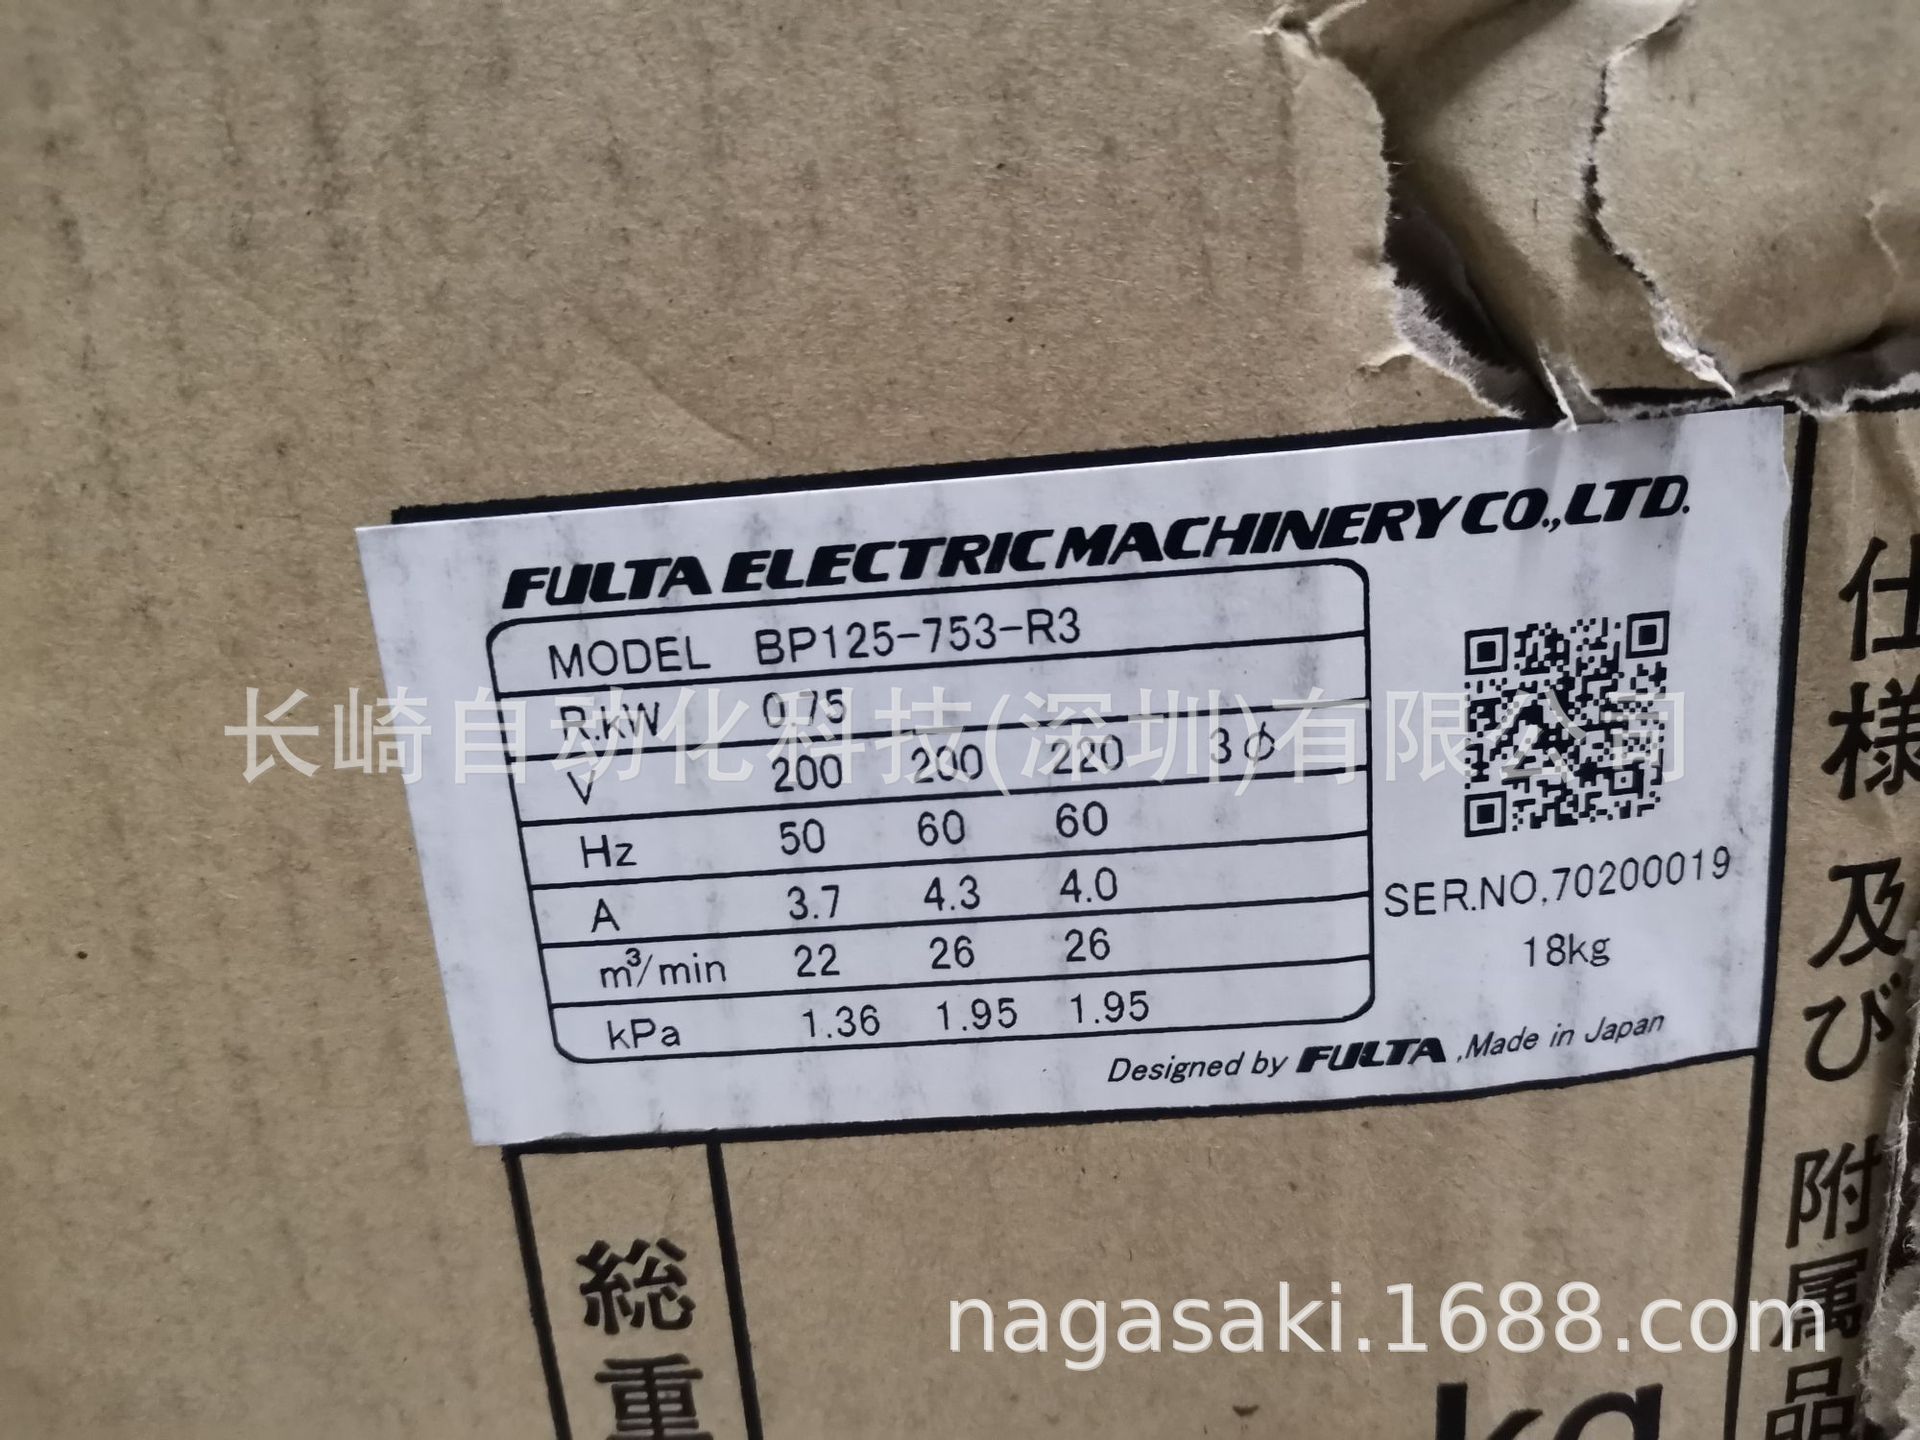 FULTA ELECTRIC MACHINERY CO.,LTD.
MODEL BP125-753-R3
R.kW 0.75
V 200 200 220 3φ
Hz 50 60 60
A 3.7 4.3 4.0
m³/min 22 26 26
kPa 1.36 1.95 1.95
SER.NO.70200019
18kg
Designed by FULTA ,Made in Japan
长崎自动化科技(深圳)有限公司
仕様及び附属品
総重
kg
nagasaki.1688.com